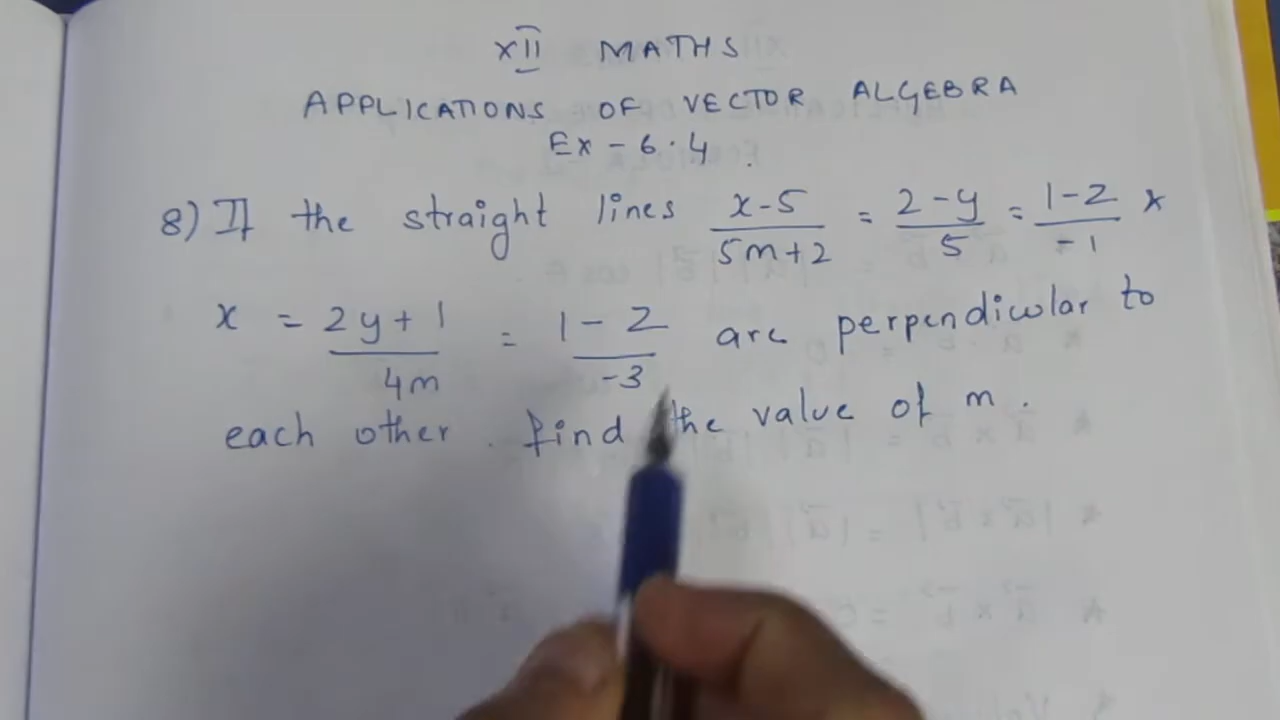 XII MATHS
APPLICATIONS OF VECTOR ALGEBRA
Ex - 6.4
8) If the straight lines x-5/5m+2 = 2-y/5 = 1-z/-1 &
x = 2y+1/4m = 1-z/-3 are perpendicular to
each other. find the value of m.